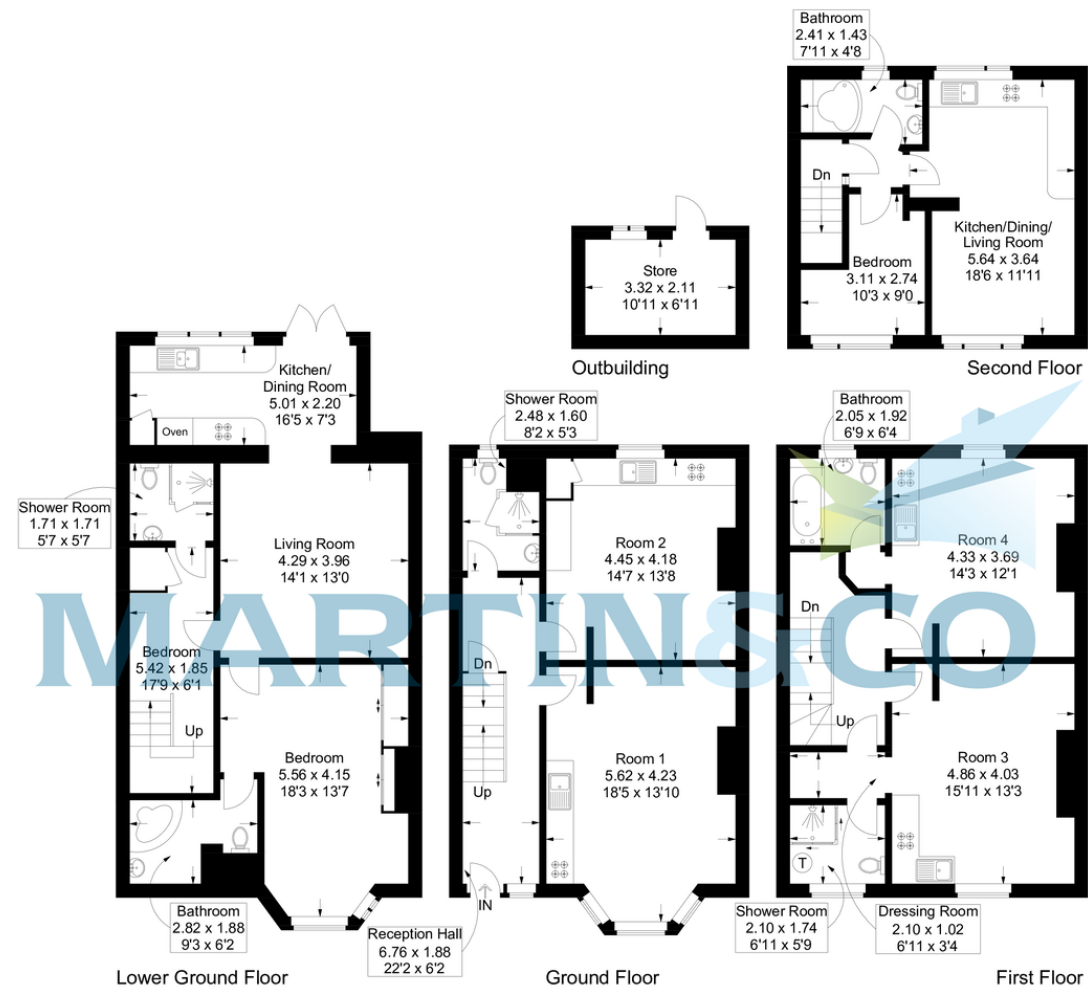 Bathroom
2.41 x 1.43
7'11 x 4'8
Dn
Kitchen/Dining/
Living Room
5.64 x 3.64
18'6 x 11'11
Bedroom
3.11 x 2.74
10'3 x 9'0
Second Floor
Store
3.32 x 2.11
10'11 x 6'11
Outbuilding
Kitchen/
Dining Room
5.01 x 2.20
16'5 x 7'3
Oven
Shower Room
1.71 x 1.71
5'7 x 5'7
Living Room
4.29 x 3.96
14'1 x 13'0
Bedroom
5.42 x 1.85
17'9 x 6'1
Up
Bedroom
5.56 x 4.15
18'3 x 13'7
Bathroom
2.82 x 1.88
9'3 x 6'2
Lower Ground Floor
Shower Room
2.48 x 1.60
8'2 x 5'3
Room 2
4.45 x 4.18
14'7 x 13'8
Dn
Up
Room 1
5.62 x 4.23
18'5 x 13'10
IN
Reception Hall
6.76 x 1.88
22'2 x 6'2
Ground Floor
Bathroom
2.05 x 1.92
6'9 x 6'4
Room 4
4.33 x 3.69
14'3 x 12'1
Dn
Up
Room 3
4.86 x 4.03
15'11 x 13'3
T
Shower Room
2.10 x 1.74
6'11 x 5'9
Dressing Room
2.10 x 1.02
6'11 x 3'4
First Floor
MARTIN&CO